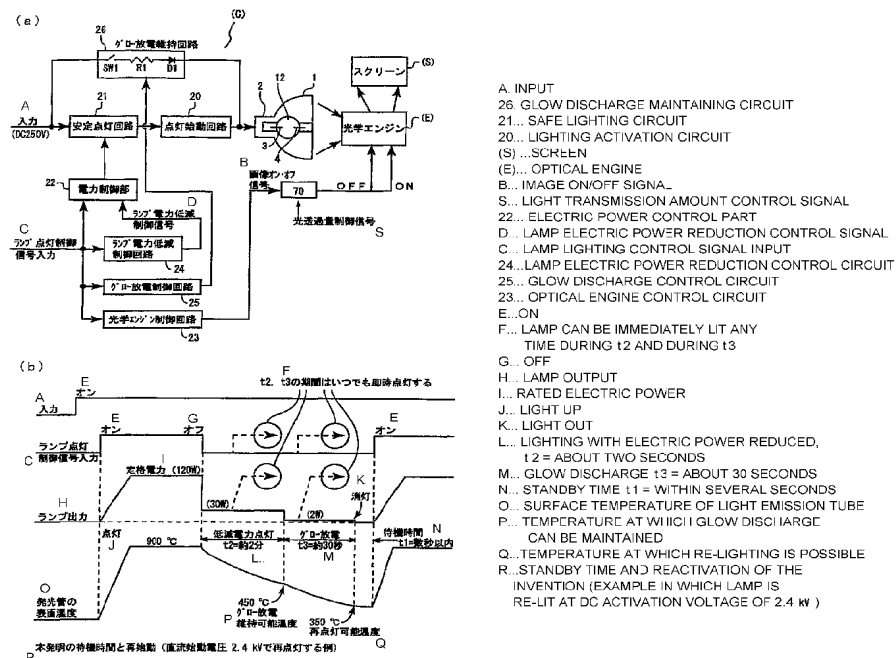 (a)
(G)
26
グロー放電維持回路
SW1 R1 D1
スクリーン
(S)
A
入力
(DC250V)
21
安定点灯回路
20
点灯始動回路
2
12
1
3
4
光学エンジン
(E)
B
画像オン・オフ
信号
70
OFF
ON
光透過量制御信号
S
22
電力制御部
D
ランプ電力低減
制御信号
C
ランプ点灯制御
信号入力
ランプ電力低減
制御回路
24
グロー放電制御回路
25
光学エンジン制御回路
23
(b)
F
t2、t3の期間はいつでも即時点灯する
A
入力
E
オン
E
オン
G
オフ
E
オン
C
ランプ点灯
制御信号入力
I
定格電力 (120W)
K
消灯
H
ランプ出力
(30W)
(2W)
点灯
J
900 ℃
低減電力点灯
t2=約2分
L
グロー放電
t3=約30秒
M
待機時間
t1=数秒以内
N
O
発光管の
表面温度
P
450 ℃
グロー放電
維持可能温度
350 ℃
再点灯可能温度
Q
R
本発明の待機時間と再始動 (直流始動電圧 2.4 kVで再点灯する例)
A. INPUT
26. GLOW DISCHARGE MAINTAINING CIRCUIT
21... SAFE LIGHTING CIRCUIT
20... LIGHTING ACTIVATION CIRCUIT
(S) ...SCREEN
(E)... OPTICAL ENGINE
B... IMAGE ON/OFF SIGNAL
S... LIGHT TRANSMISSION AMOUNT CONTROL SIGNAL
22... ELECTRIC POWER CONTROL PART
D... LAMP ELECTRIC POWER REDUCTION CONTROL SIGNAL
C... LAMP LIGHTING CONTROL SIGNAL INPUT
24...LAMP ELECTRIC POWER REDUCTION CONTROL CIRCUIT
25... GLOW DISCHARGE CONTROL CIRCUIT
23... OPTICAL ENGINE CONTROL CIRCUIT
E...ON
F... LAMP CAN BE IMMEDIATELY LIT ANY
TIME DURING t2 AND DURING t3
G... OFF
H... LAMP OUTPUT
I... RATED ELECTRIC POWER
J... LIGHT UP
K... LIGHT OUT
L... LIGHTING WITH ELECTRIC POWER REDUCED,
t2 = ABOUT TWO SECONDS
M... GLOW DISCHARGE t3 = ABOUT 30 SECONDS
N... STANDBY TIME t1 = WITHIN SEVERAL SECONDS
O... SURFACE TEMPERATURE OF LIGHT EMISSION TUBE
P... TEMPERATURE AT WHICH GLOW DISCHARGE
CAN BE MAINTAINED
Q...TEMPERATURE AT WHICH RE-LIGHTING IS POSSIBLE
R...STANDBY TIME AND REACTIVATION OF THE
INVENTION (EXAMPLE IN WHICH LAMP IS
RE-LIT AT DC ACTIVATION VOLTAGE OF 2.4 kV )